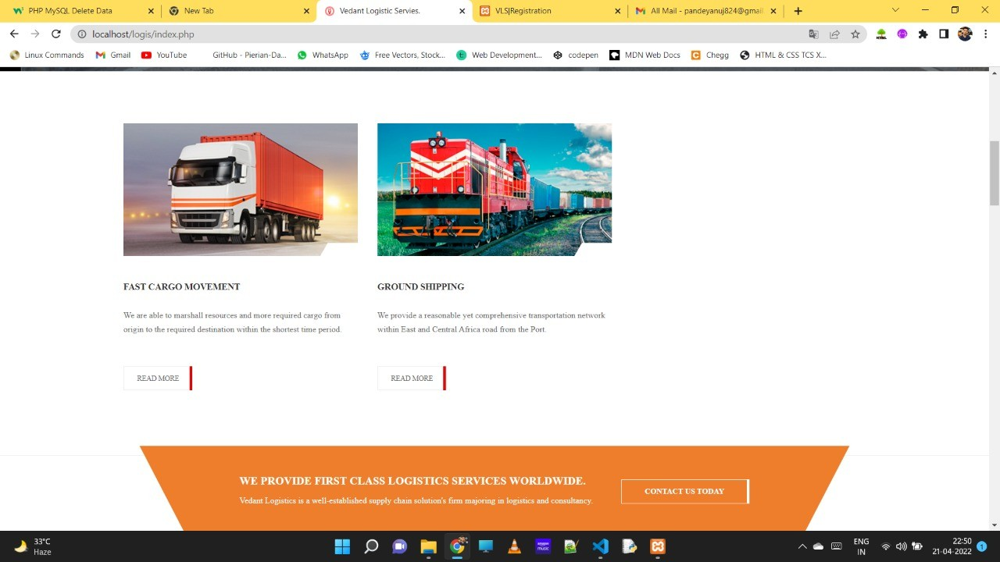 PHP MySQL WHERE Clause
New Tab
Vedant Logistic Servies.
VLS|Registration
All Mail - pandeyanuj824@gmail
localhost/logis/index.php
Linux Commands
Gmail
YouTube
GitHub - Pierian-Da...
WhatsApp
Free Vectors, Stock...
Web Development...
codepen
MDN Web Docs
Chegg
HTML & CSS TCS X...
FAST CARGO MOVEMENT
We are able to marshall resources and more required cargo from
origin to the required destination within the shortest time period.
READ MORE
GROUND SHIPPING
We provide a reasonable yet comprehensive transportation network
within East and Central Africa road from the Port.
READ MORE
WE PROVIDE FIRST CLASS LOGISTICS SERVICES WORLDWIDE.
Vedant Logistics is a well-established supply chain solution's firm majoring in logistics and consultancy.
CONTACT US TODAY
33°C
Haze
ENG
IN
22:50
21-04-2022
1